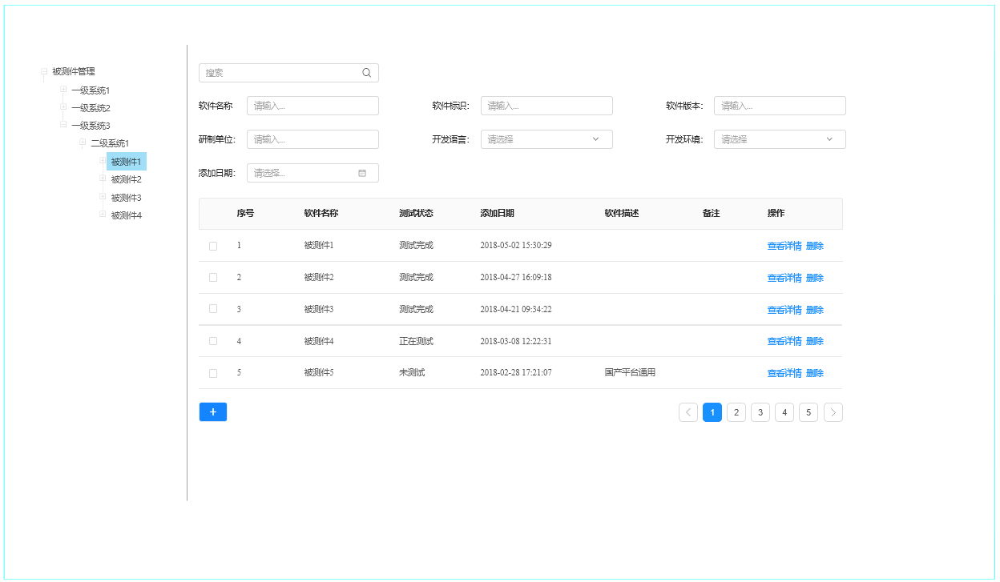 被测件管理
一级系统1
一级系统2
一级系统3
二级系统1
被测件1
被测件2
被测件3
被测件4
搜索
软件名称 请输入... 软件标识: 请输入... 软件版本: 请输入...
研制单位: 请输入... 开发语言: 请选择 开发环境: 请选择
添加日期: 请选择...
序号 软件名称 测试状态 添加日期 软件描述 备注 操作
1 被测件1 测试完成 2018-05-02 15:30:29 查看详情 删除
2 被测件2 测试完成 2018-04-27 16:09:18 查看详情 删除
3 被测件3 测试完成 2018-04-21 09:34:22 查看详情 删除
4 被测件4 正在测试 2018-03-08 12:22:31 查看详情 删除
5 被测件5 未测试 2018-02-28 17:21:07 国产平台通用 查看详情 删除
+ < 1 2 3 4 5 >